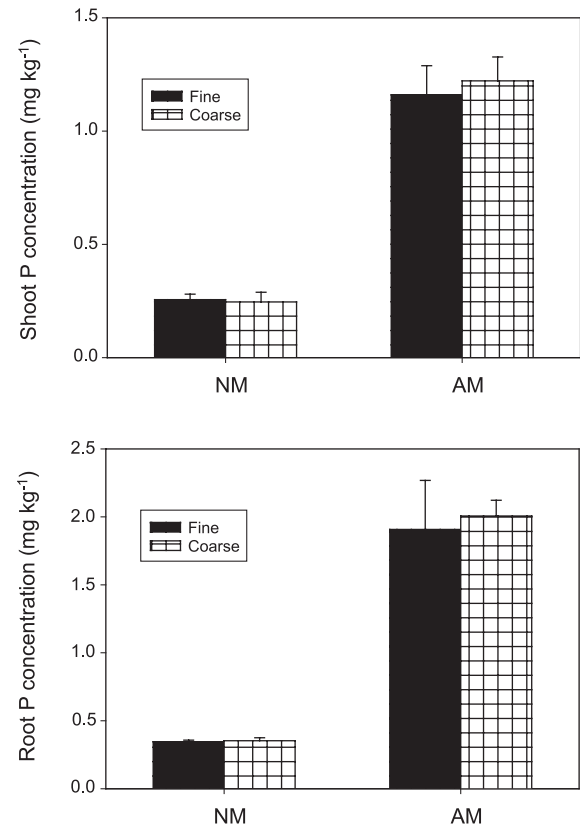 Shoot P concentration (mg kg⁻¹)
1.5
1.0
0.5
0.0
Fine
Coarse
NM
AM
Root P concentration (mg kg⁻¹)
2.5
2.0
1.5
1.0
0.5
0.0
Fine
Coarse
NM
AM